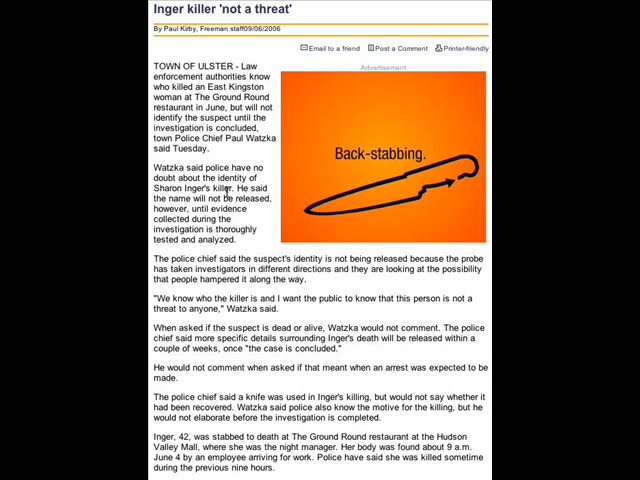 Inger killer 'not a threat'
By Paul Kirby, Freeman staff09/06/2006
Email to a friend Post a Comment Printer-friendly
TOWN OF ULSTER - Law
enforcement authorities know
who killed an East Kingston
woman at The Ground Round
restaurant in June, but will not
identify the suspect until the
investigation is concluded,
town Police Chief Paul Watzka
said Tuesday.
Watzka said police have no
doubt about the identity of
Sharon Inger's killer. He said
the name will not be released,
however, until evidence
collected during the
investigation is thoroughly
tested and analyzed.
Advertisement
Back-stabbing.
The police chief said the suspect's identity is not being released because the probe
has taken investigators in different directions and they are looking at the possibility
that people hampered it along the way.
"We know who the killer is and I want the public to know that this person is not a
threat to anyone," Watzka said.
When asked if the suspect is dead or alive, Watzka would not comment. The police
chief said more specific details surrounding Inger's death will be released within a
couple of weeks, once "the case is concluded."
He would not comment when asked if that meant when an arrest was expected to be
made.
The police chief said a knife was used in Inger's killing, but would not say whether it
had been recovered. Watzka said police also know the motive for the killing, but he
would not elaborate before the investigation is completed.
Inger, 42, was stabbed to death at The Ground Round restaurant at the Hudson
Valley Mall, where she was the night manager. Her body was found about 9 a.m.
June 4 by an employee arriving for work. Police have said she was killed sometime
during the previous nine hours.